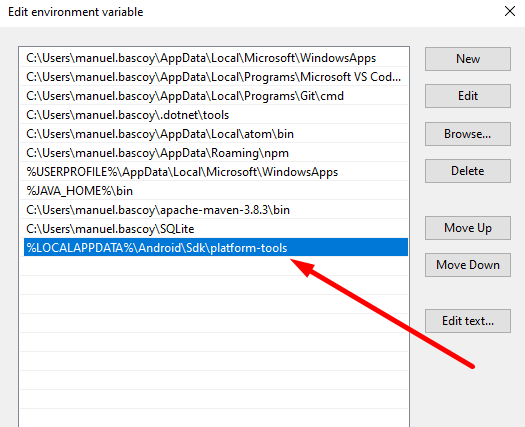 Edit environment variable
C:\Users\manuel.bascoy\AppData\Local\Microsoft\WindowsApps
C:\Users\manuel.bascoy\AppData\Local\Programs\Microsoft VS Cod...
C:\Users\manuel.bascoy\AppData\Local\Programs\Git\cmd
C:\Users\manuel.bascoy\.dotnet\tools
C:\Users\manuel.bascoy\AppData\Local\atom\bin
C:\Users\manuel.bascoy\AppData\Roaming\npm
%USERPROFILE%\AppData\Local\Microsoft\WindowsApps
%JAVA_HOME%\bin
C:\Users\manuel.bascoy\apache-maven-3.8.3\bin
C:\Users\manuel.bascoy\SQLite
%LOCALAPPDATA%\Android\Sdk\platform-tools
New
Edit
Browse...
Delete
Move Up
Move Down
Edit text...